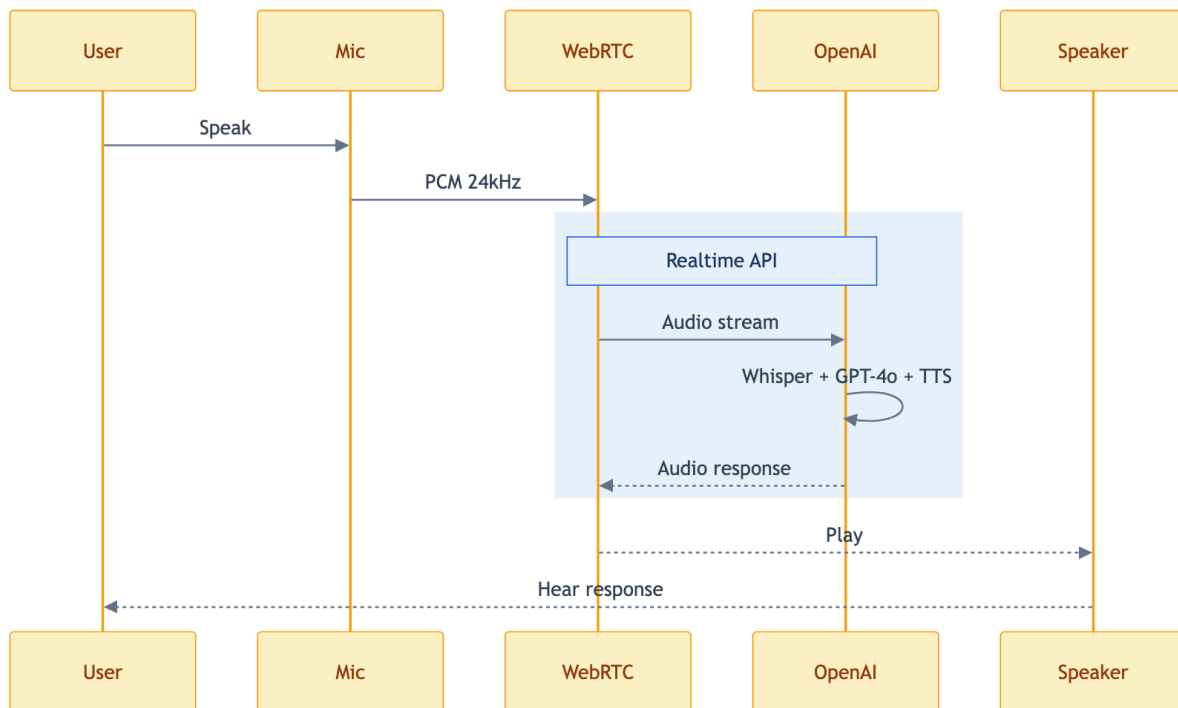 User
Mic
WebRTC
OpenAI
Speaker
Speak
PCM 24kHz
Realtime API
Audio stream
Whisper + GPT-4o + TTS
Audio response
Play
Hear response
User
Mic
WebRTC
OpenAI
Speaker